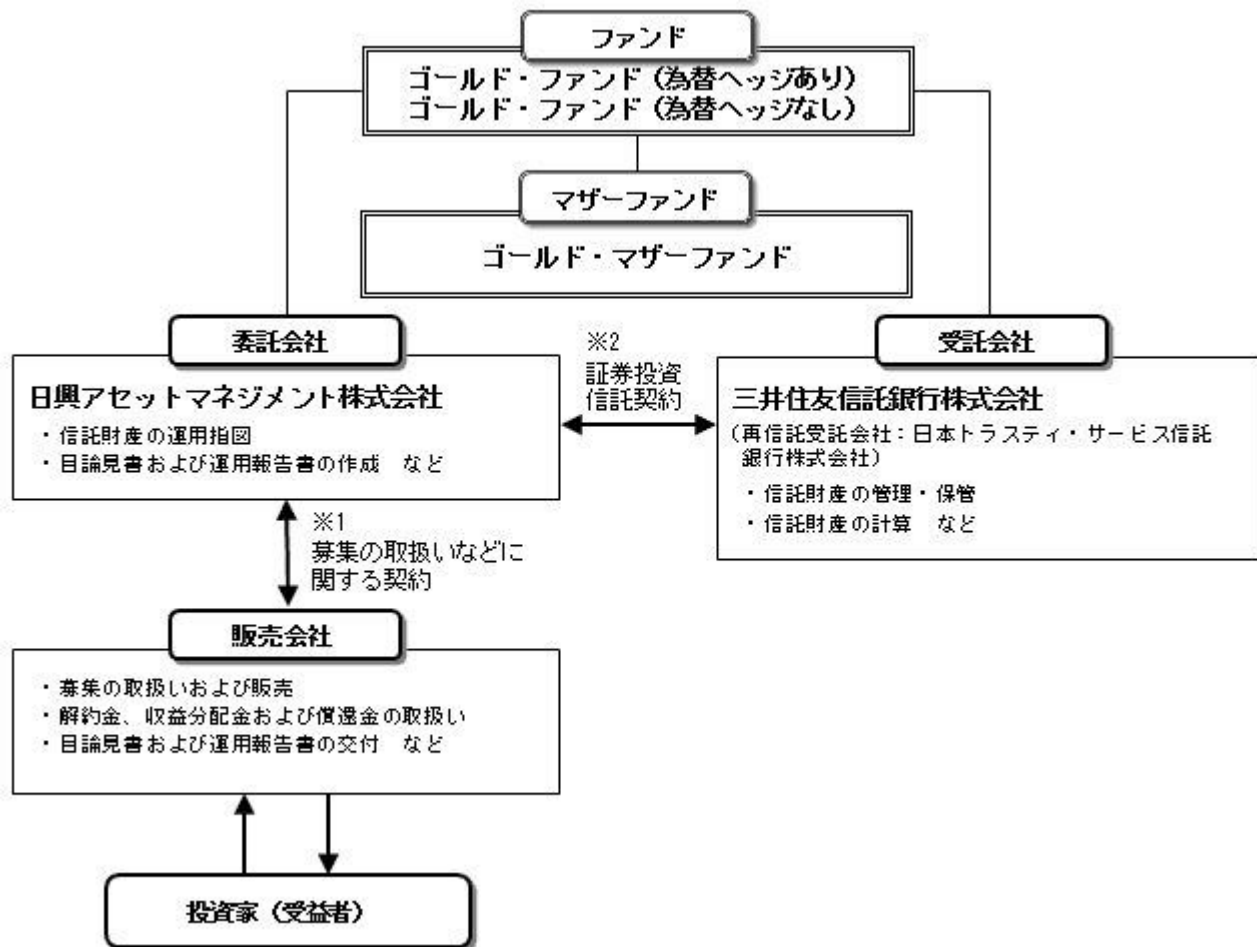 ファンド
ゴールド・ファンド（為替ヘッジあり）
ゴールド・ファンド（為替ヘッジなし）
マザーファンド
ゴールド・マザーファンド
委託会社
日興アセットマネジメント株式会社
・信託財産の運用指図
・目論見書および運用報告書の作成　など
※2
証券投資
信託契約
受託会社
三井住友信託銀行株式会社
（再信託受託会社：日本トラスティ・サービス信託
銀行株式会社）
・信託財産の管理・保管
・信託財産の計算　など
※1
募集の取扱いなどに
関する契約
販売会社
・募集の取扱いおよび販売
・解約金、収益分配金および償還金の取扱い
・目論見書および運用報告書の交付　など
投資家（受益者）